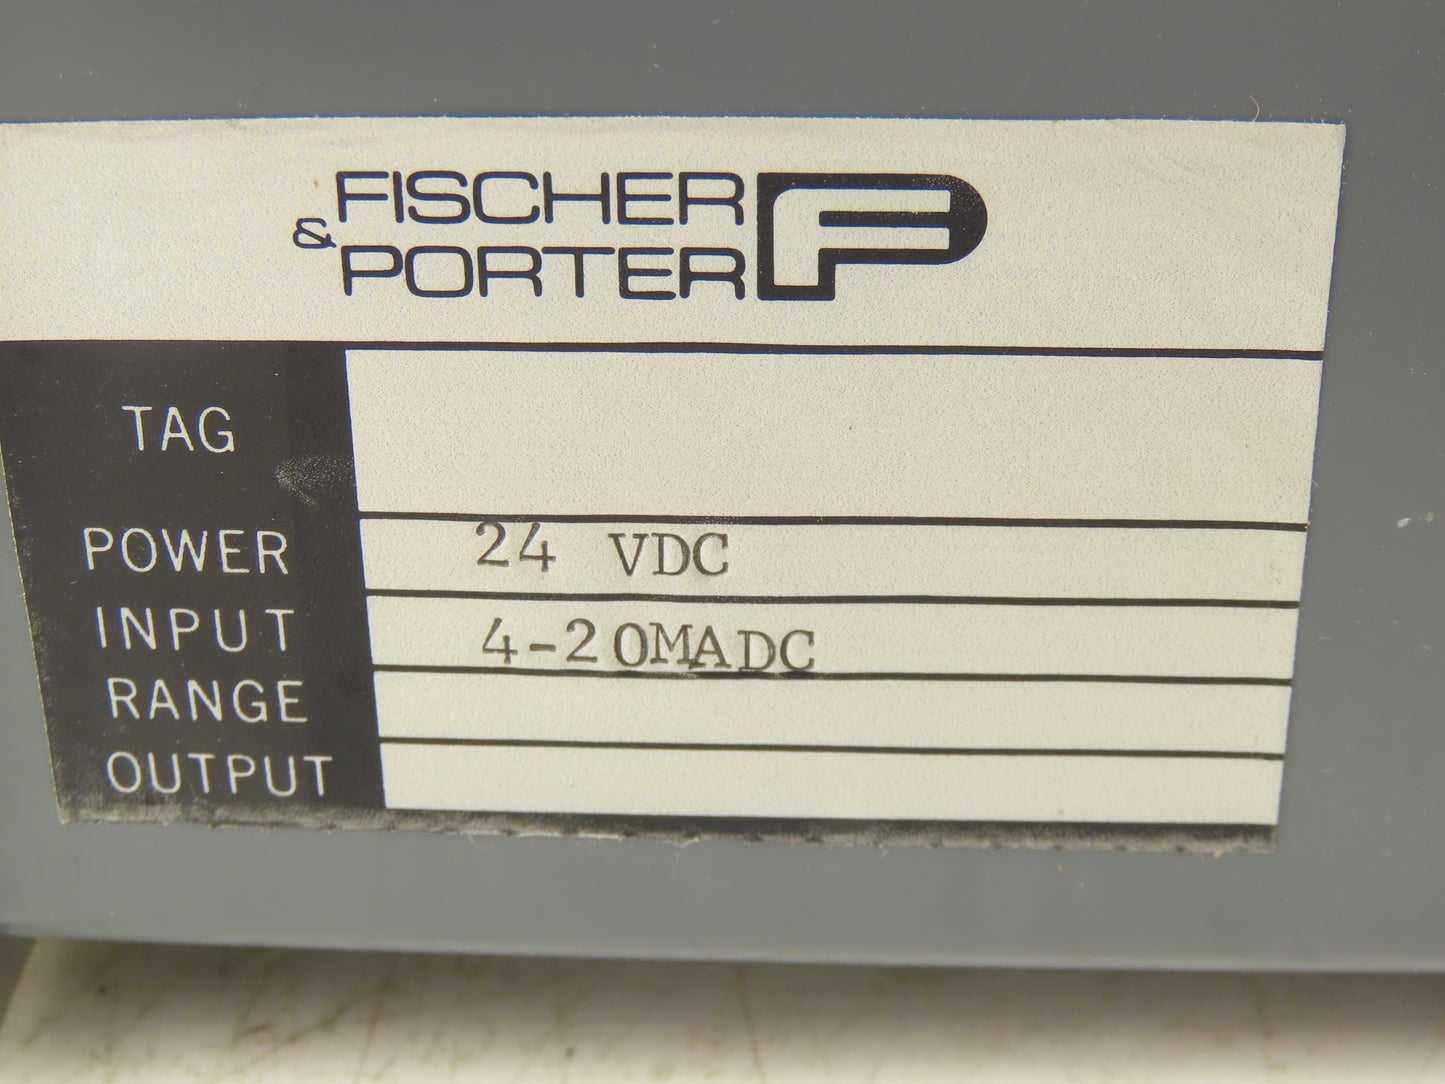 FISCHER
& PORTER
TAG
POWER 24 VDC
INPUT 4-20MADC
RANGE
OUTPUT